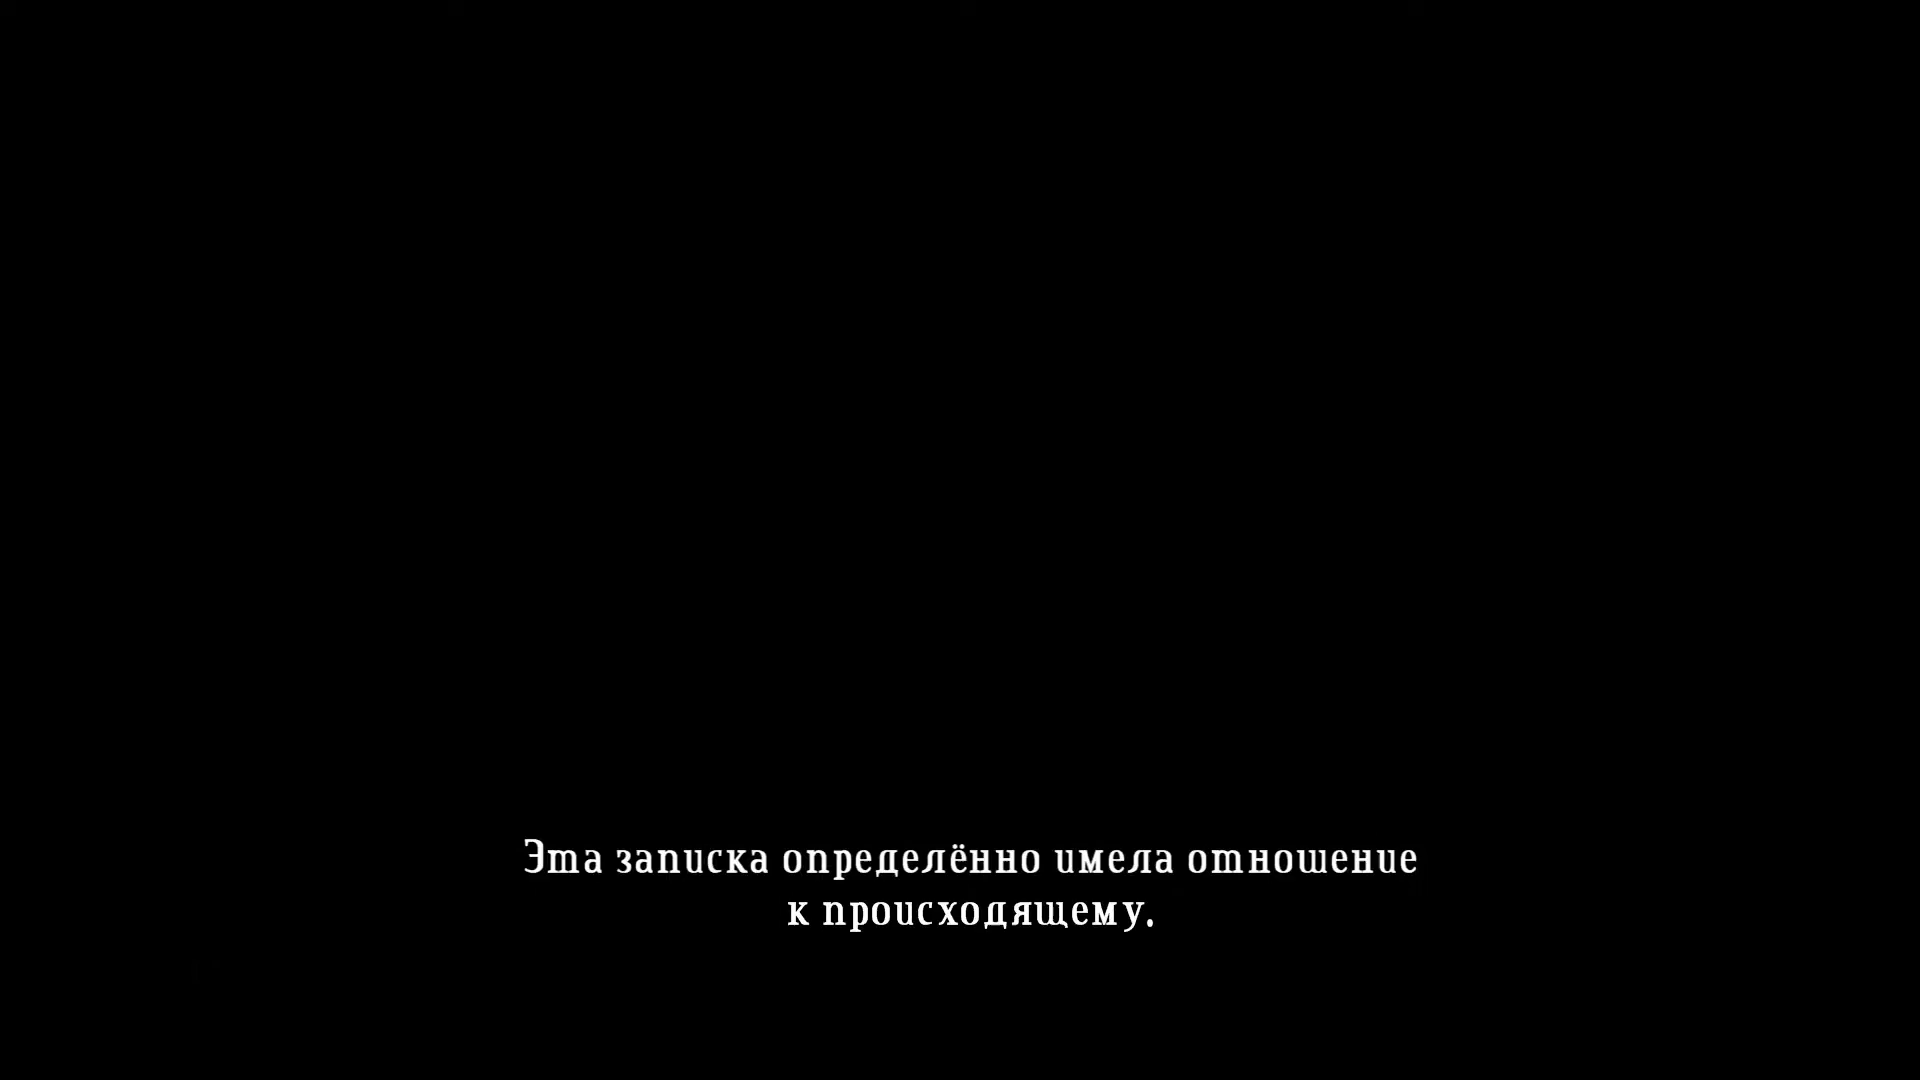 Эта записка определённо имела отношение
к происходящему.